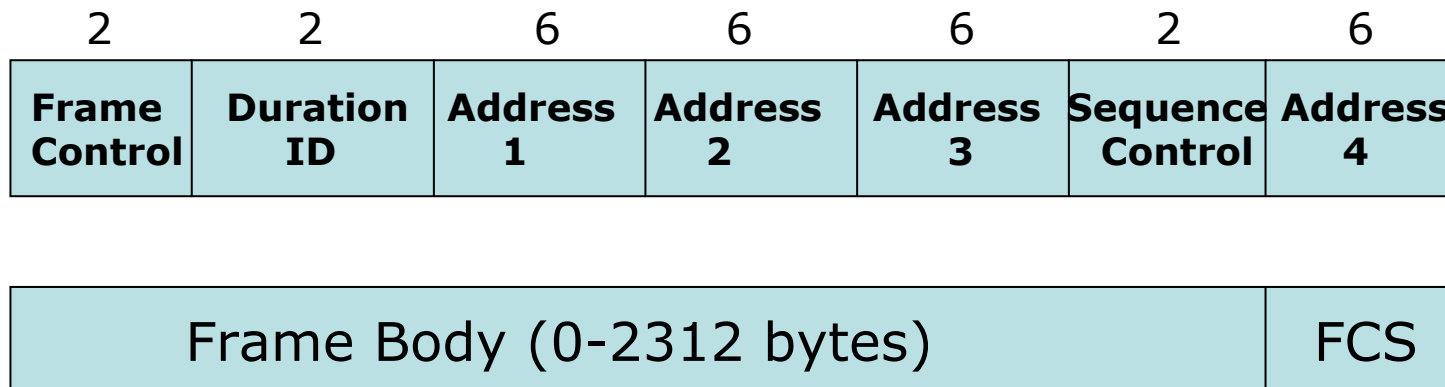 2 2 6 6 6 2 6
Frame Duration Address Address Address Sequence Address
Control ID 1 2 3 Control 4
Frame Body (0-2312 bytes) FCS